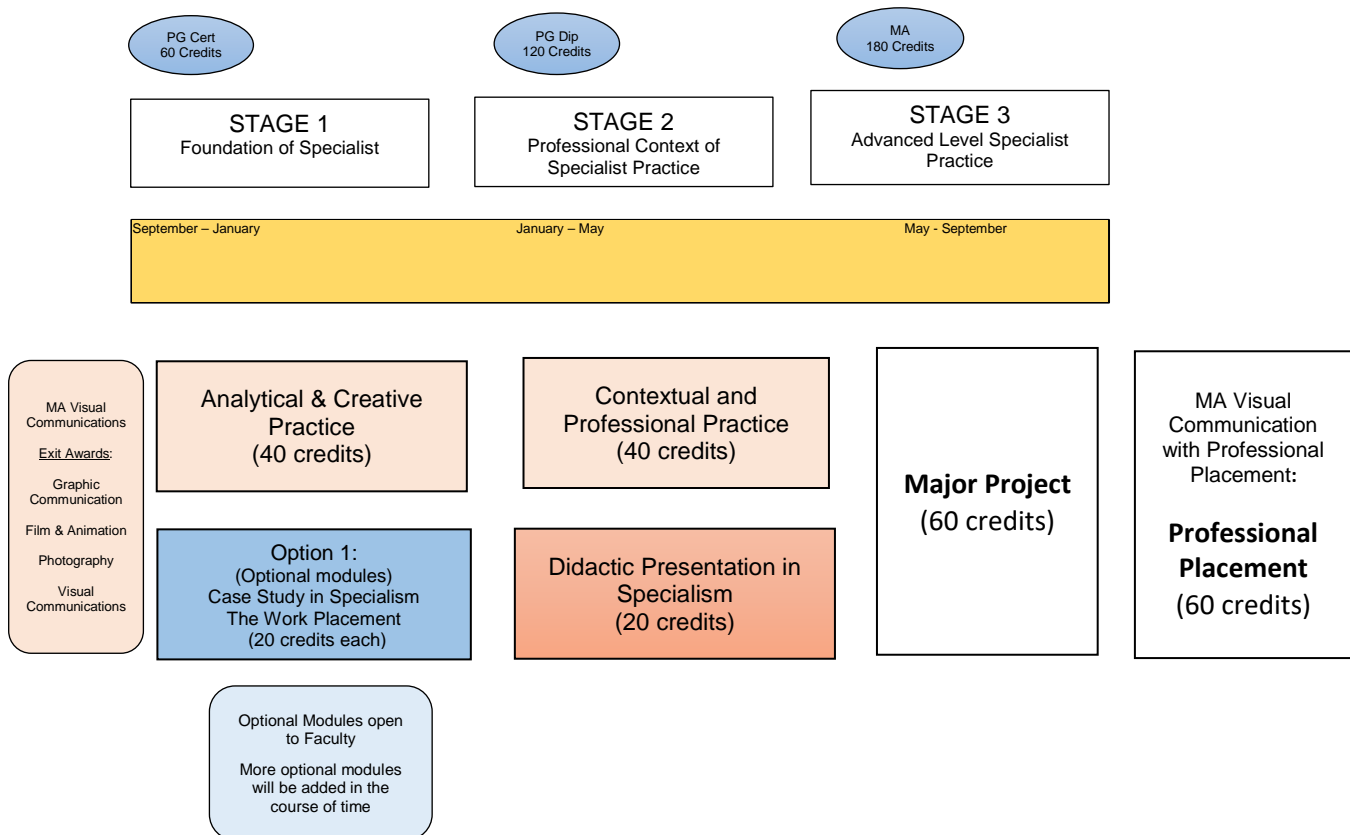 PG Cert
60 Credits
PG Dip
120 Credits
MA
180 Credits
STAGE 1
Foundation of Specialist
STAGE 2
Professional Context of
Specialist Practice
STAGE 3
Advanced Level Specialist
Practice
September – January
January – May
May - September
MA Visual
Communications
Exit Awards:
Graphic
Communication
Film & Animation
Photography
Visual
Communications
Analytical & Creative
Practice
(40 credits)
Contextual and
Professional Practice
(40 credits)
Major Project
(60 credits)
MA Visual
Communication
with Professional
Placement:
Professional
Placement
(60 credits)
Option 1:
(Optional modules)
Case Study in Specialism
The Work Placement
(20 credits each)
Didactic Presentation in
Specialism
(20 credits)
Optional Modules open
to Faculty
More optional modules
will be added in the
course of time